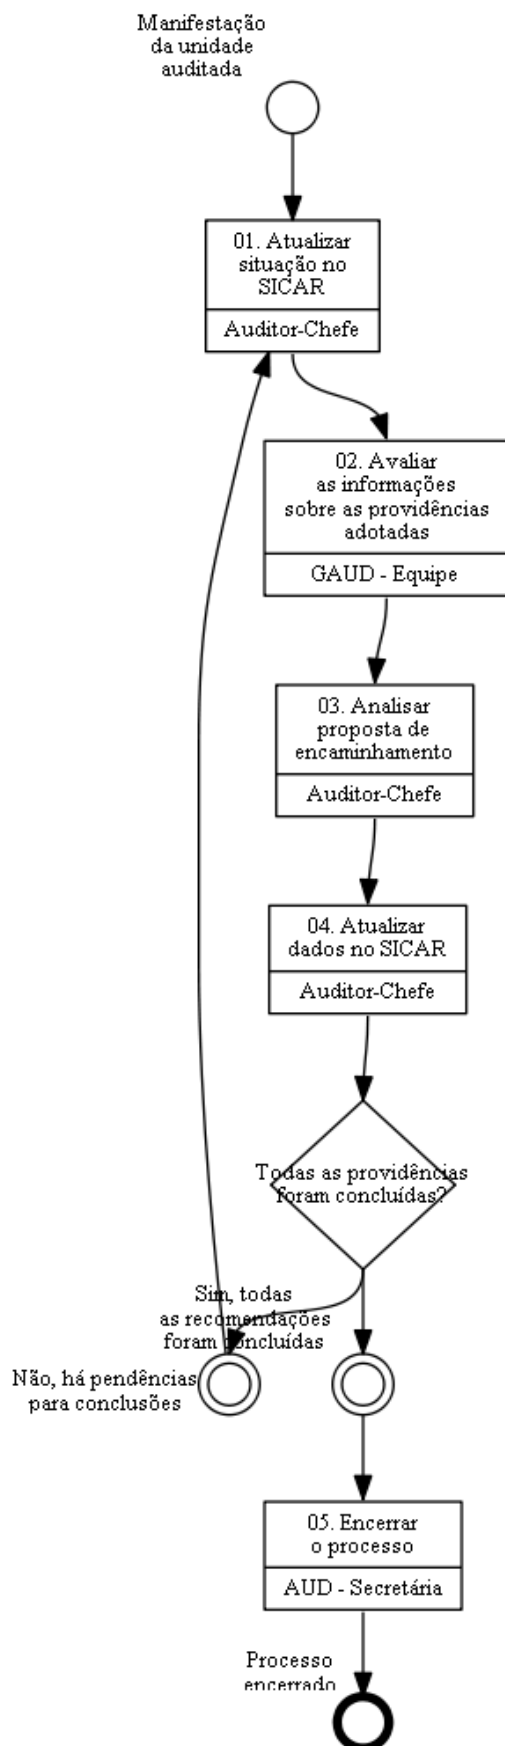 Manifestação
da unidade
auditada
01. Atualizar
situação no
SICAR
Auditor-Chefe
02. Avaliar
as informações
sobre as providências
adotadas
GAUD - Equipe
03. Analisar
proposta de
encaminhamento
Auditor-Chefe
04. Atualizar
dados no SICAR
Auditor-Chefe
Todas as providências
foram concluídas?
Sim, todas
as recomendações
foram concluídas
Não, há pendências
para conclusões
05. Encerrar
o processo
AUD - Secretária
Processo
encerrado